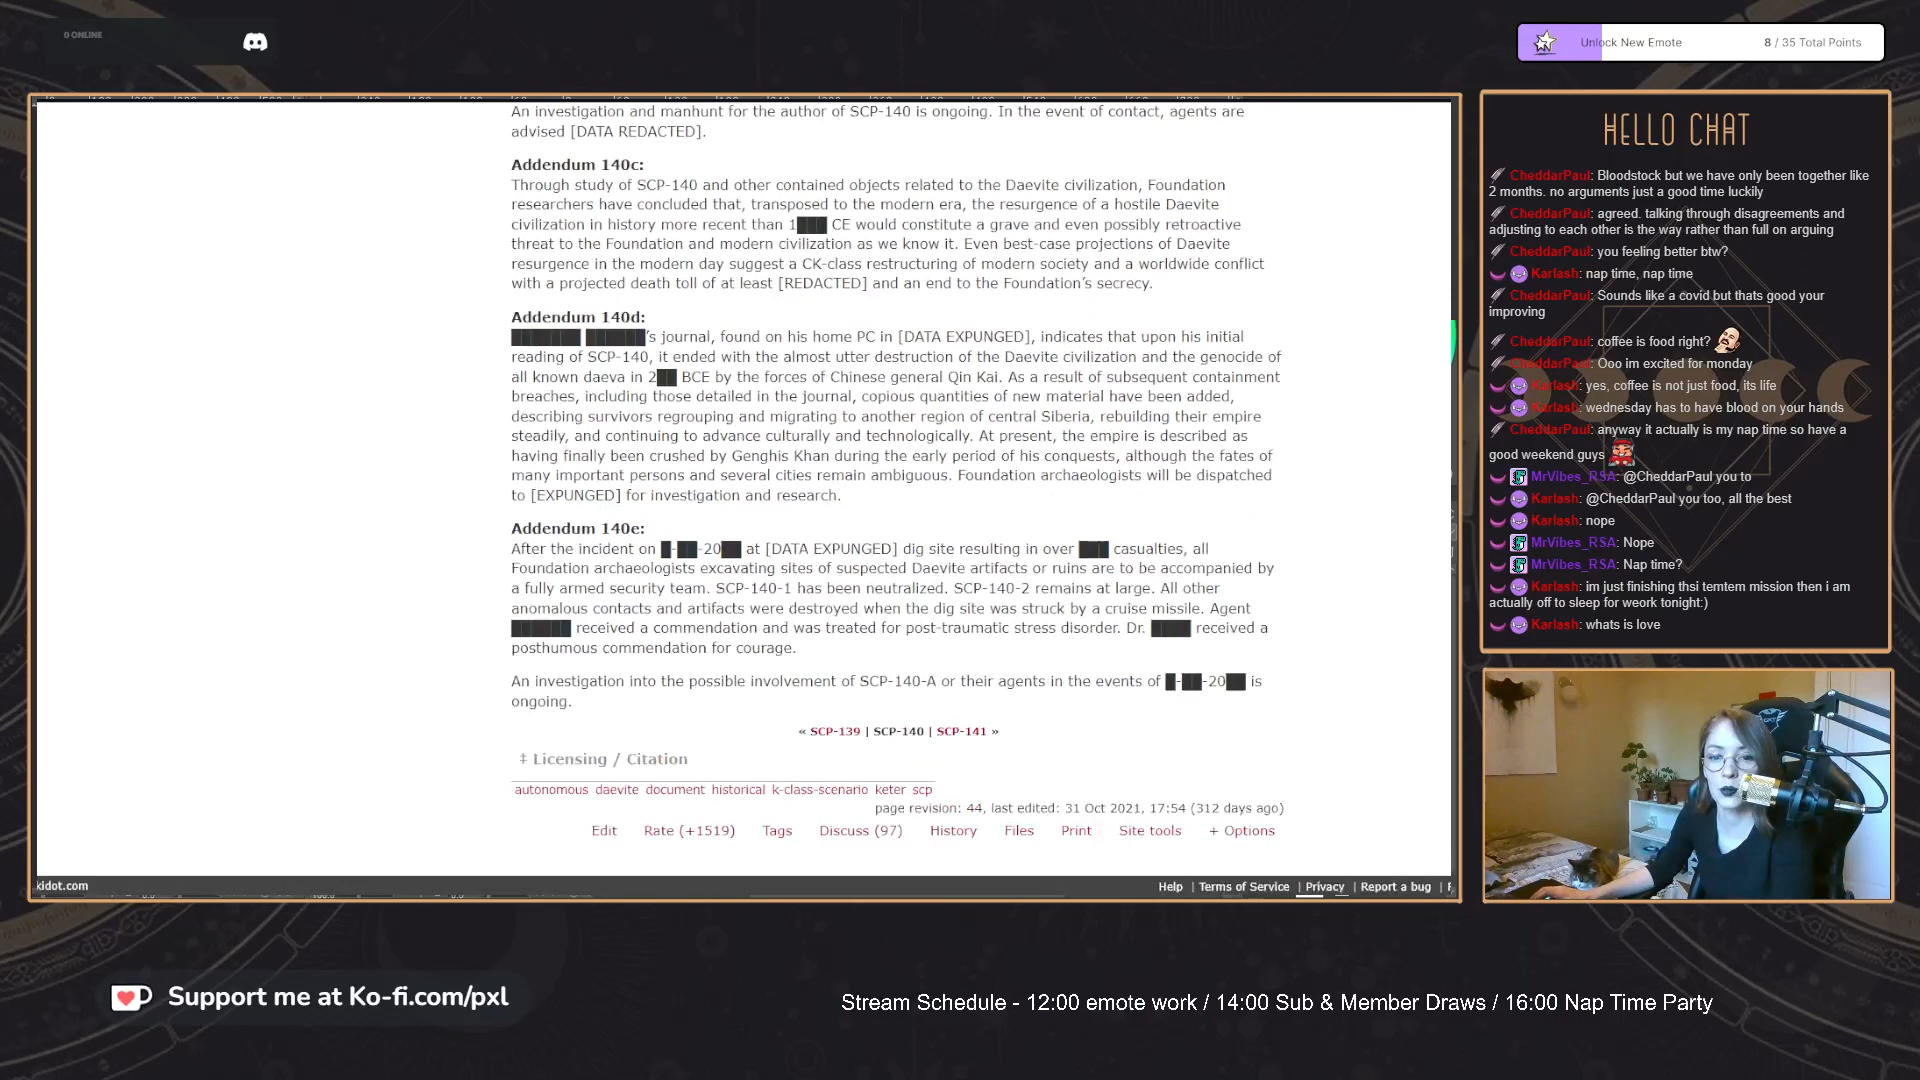 0 ONLINE
Unlock New Emote 8 / 35 Total Points
An investigation and manhunt for the author of SCP-140 is ongoing. In the event of contact, agents are
advised [DATA REDACTED].
Addendum 140c:
Through study of SCP-140 and other contained objects related to the Daevite civilization, Foundation
researchers have concluded that, transposed to the modern era, the resurgence of a hostile Daevite
civilization in history more recent than 1███ CE would constitute a grave and even possibly retroactive
threat to the Foundation and modern civilization as we know it. Even best-case projections of Daevite
resurgence in the modern day suggest a CK-class restructuring of modern society and a worldwide conflict
with a projected death toll of at least [REDACTED] and an end to the Foundation's secrecy.
Addendum 140d:
███████ ██████'s journal, found on his home PC in [DATA EXPUNGED], indicates that upon his initial
reading of SCP-140, it ended with the almost utter destruction of the Daevite civilization and the genocide of
all known daeva in 2██ BCE by the forces of Chinese general Qin Kai. As a result of subsequent containment
breaches, including those detailed in the journal, copious quantities of new material have been added,
describing survivors regrouping and migrating to another region of central Siberia, rebuilding their empire
steadily, and continuing to advance culturally and technologically. At present, the empire is described as
having finally been crushed by Genghis Khan during the early period of his conquests, although the fates of
many important persons and several cities remain ambiguous. Foundation archaeologists will be dispatched
to [EXPUNGED] for investigation and research.
Addendum 140e:
After the incident on █-██-20██ at [DATA EXPUNGED] dig site resulting in over ███ casualties, all
Foundation archaeologists excavating sites of suspected Daevite artifacts or ruins are to be accompanied by
a fully armed security team. SCP-140-1 has been neutralized. SCP-140-2 remains at large. All other
anomalous contacts and artifacts were destroyed when the dig site was struck by a cruise missile. Agent
██████ received a commendation and was treated for post-traumatic stress disorder. Dr. ████ received a
posthumous commendation for courage.
An investigation into the possible involvement of SCP-140-A or their agents in the events of █-██-20██ is
ongoing.
« SCP-139 | SCP-140 | SCP-141 »
‡ Licensing / Citation
autonomous daevite document historical k-class-scenario keter scp
page revision: 44, last edited: 31 Oct 2021, 17:54 (312 days ago)
Edit Rate (+1519) Tags Discuss (97) History Files Print Site tools + Options
kidot.com Help | Terms of Service | Privacy | Report a bug |
HELLO CHAT
CheddarPaul: Bloodstock but we have only been together like
2 months. no arguments just a good time luckily
CheddarPaul: agreed. talking through disagreements and
adjusting to each other is the way rather than full on arguing
CheddarPaul: you feeling better btw?
Karlash: nap time, nap time
CheddarPaul: Sounds like a covid but thats good your
improving
CheddarPaul: coffee is food right?
CheddarPaul: Ooo im excited for monday
Karlash: yes, coffee is not just food, its life
Karlash: wednesday has to have blood on your hands
CheddarPaul: anyway it actually is my nap time so have a
good weekend guys
MrVibes_RSA: @CheddarPaul you to
Karlash: @CheddarPaul you too, all the best
Karlash: nope
MrVibes_RSA: Nope
MrVibes_RSA: Nap time?
Karlash: im just finishing thsi temtem mission then i am
actually off to sleep for weork tonight:)
Karlash: whats is love
Support me at Ko-fi.com/pxl
Stream Schedule - 12:00 emote work / 14:00 Sub & Member Draws / 16:00 Nap Time Party